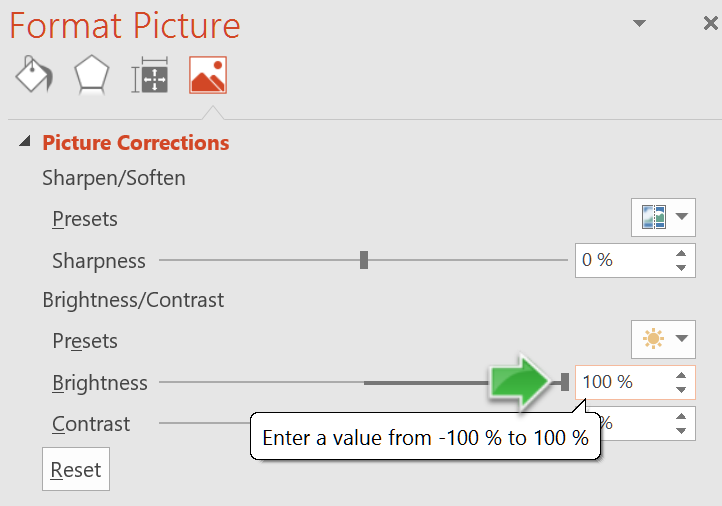 Format Picture
Picture Corrections
Sharpen/Soften
Presets
Sharpness 0 %
Brightness/Contrast
Presets
Brightness 100 %
Contrast %
Enter a value from -100 % to 100 %
Reset